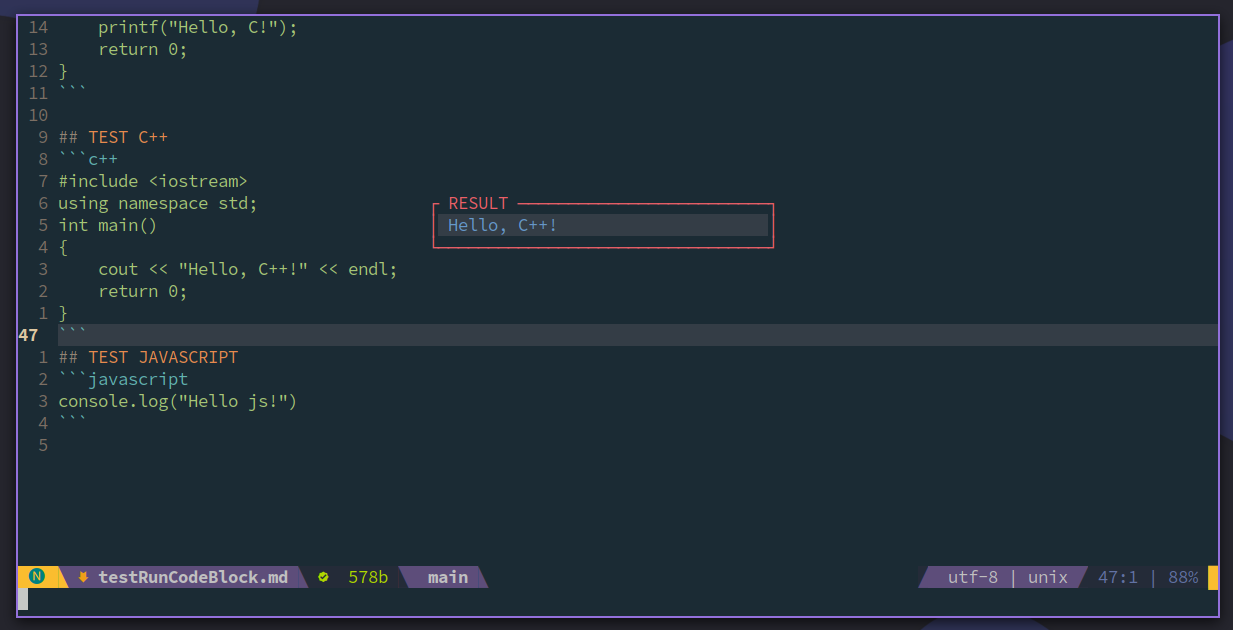 14     printf("Hello, C!");
13     return 0;
12 }
11 ```
10
9 ## TEST C++
8 ```c++
7 #include <iostream>
6 using namespace std;
5 int main()
4 {
3     cout << "Hello, C++!" << endl;
2     return 0;
1 }
47 ```
1 ## TEST JAVASCRIPT
2 ```javascript
3 console.log("Hello js!")
4 ```
5
RESULT
Hello, C++!
N testRunCodeBlock.md 578b main utf-8 | unix 47:1 | 88%